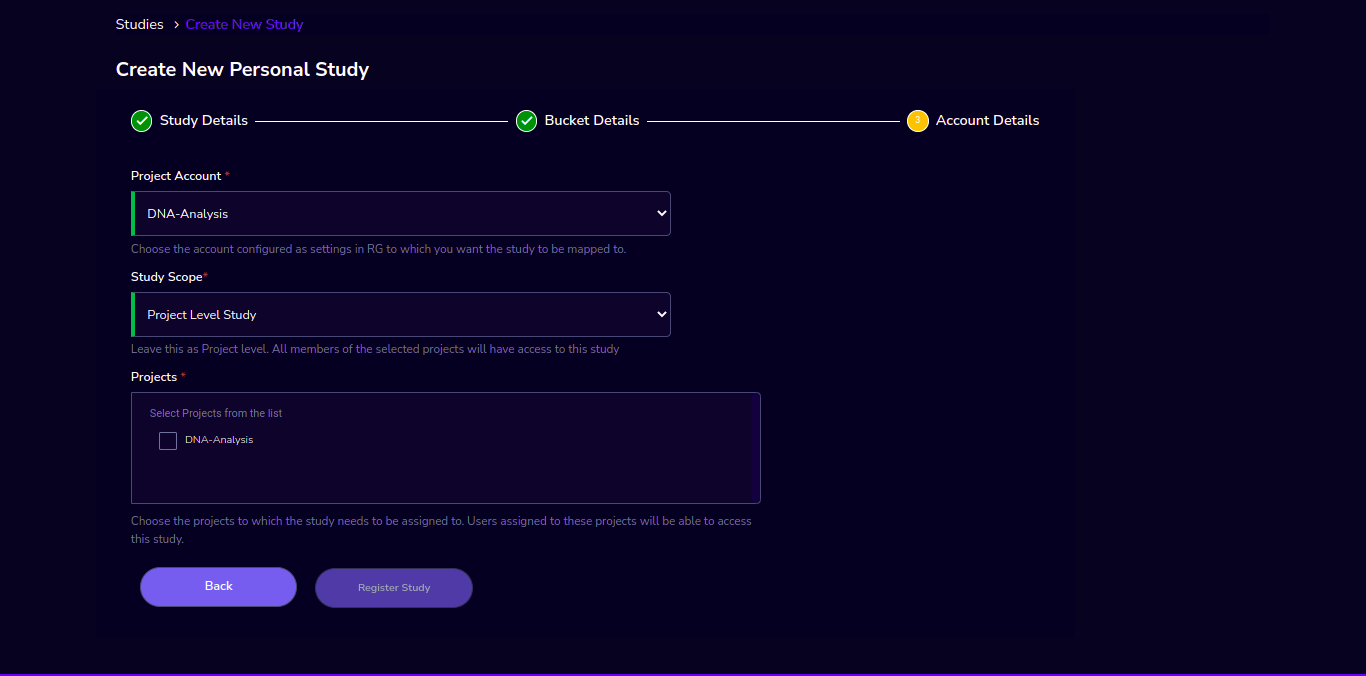 Studies > Create New Study
Create New Personal Study
Study Details Bucket Details 3 Account Details
Project Account *
DNA-Analysis
Choose the account configured as settings in RG to which you want the study to be mapped to.
Study Scope*
Project Level Study
Leave this as Project level. All members of the selected projects will have access to this study
Projects *
Select Projects from the list
DNA-Analysis
Choose the projects to which the study needs to be assigned to. Users assigned to these projects will be able to access
this study.
Back Register Study